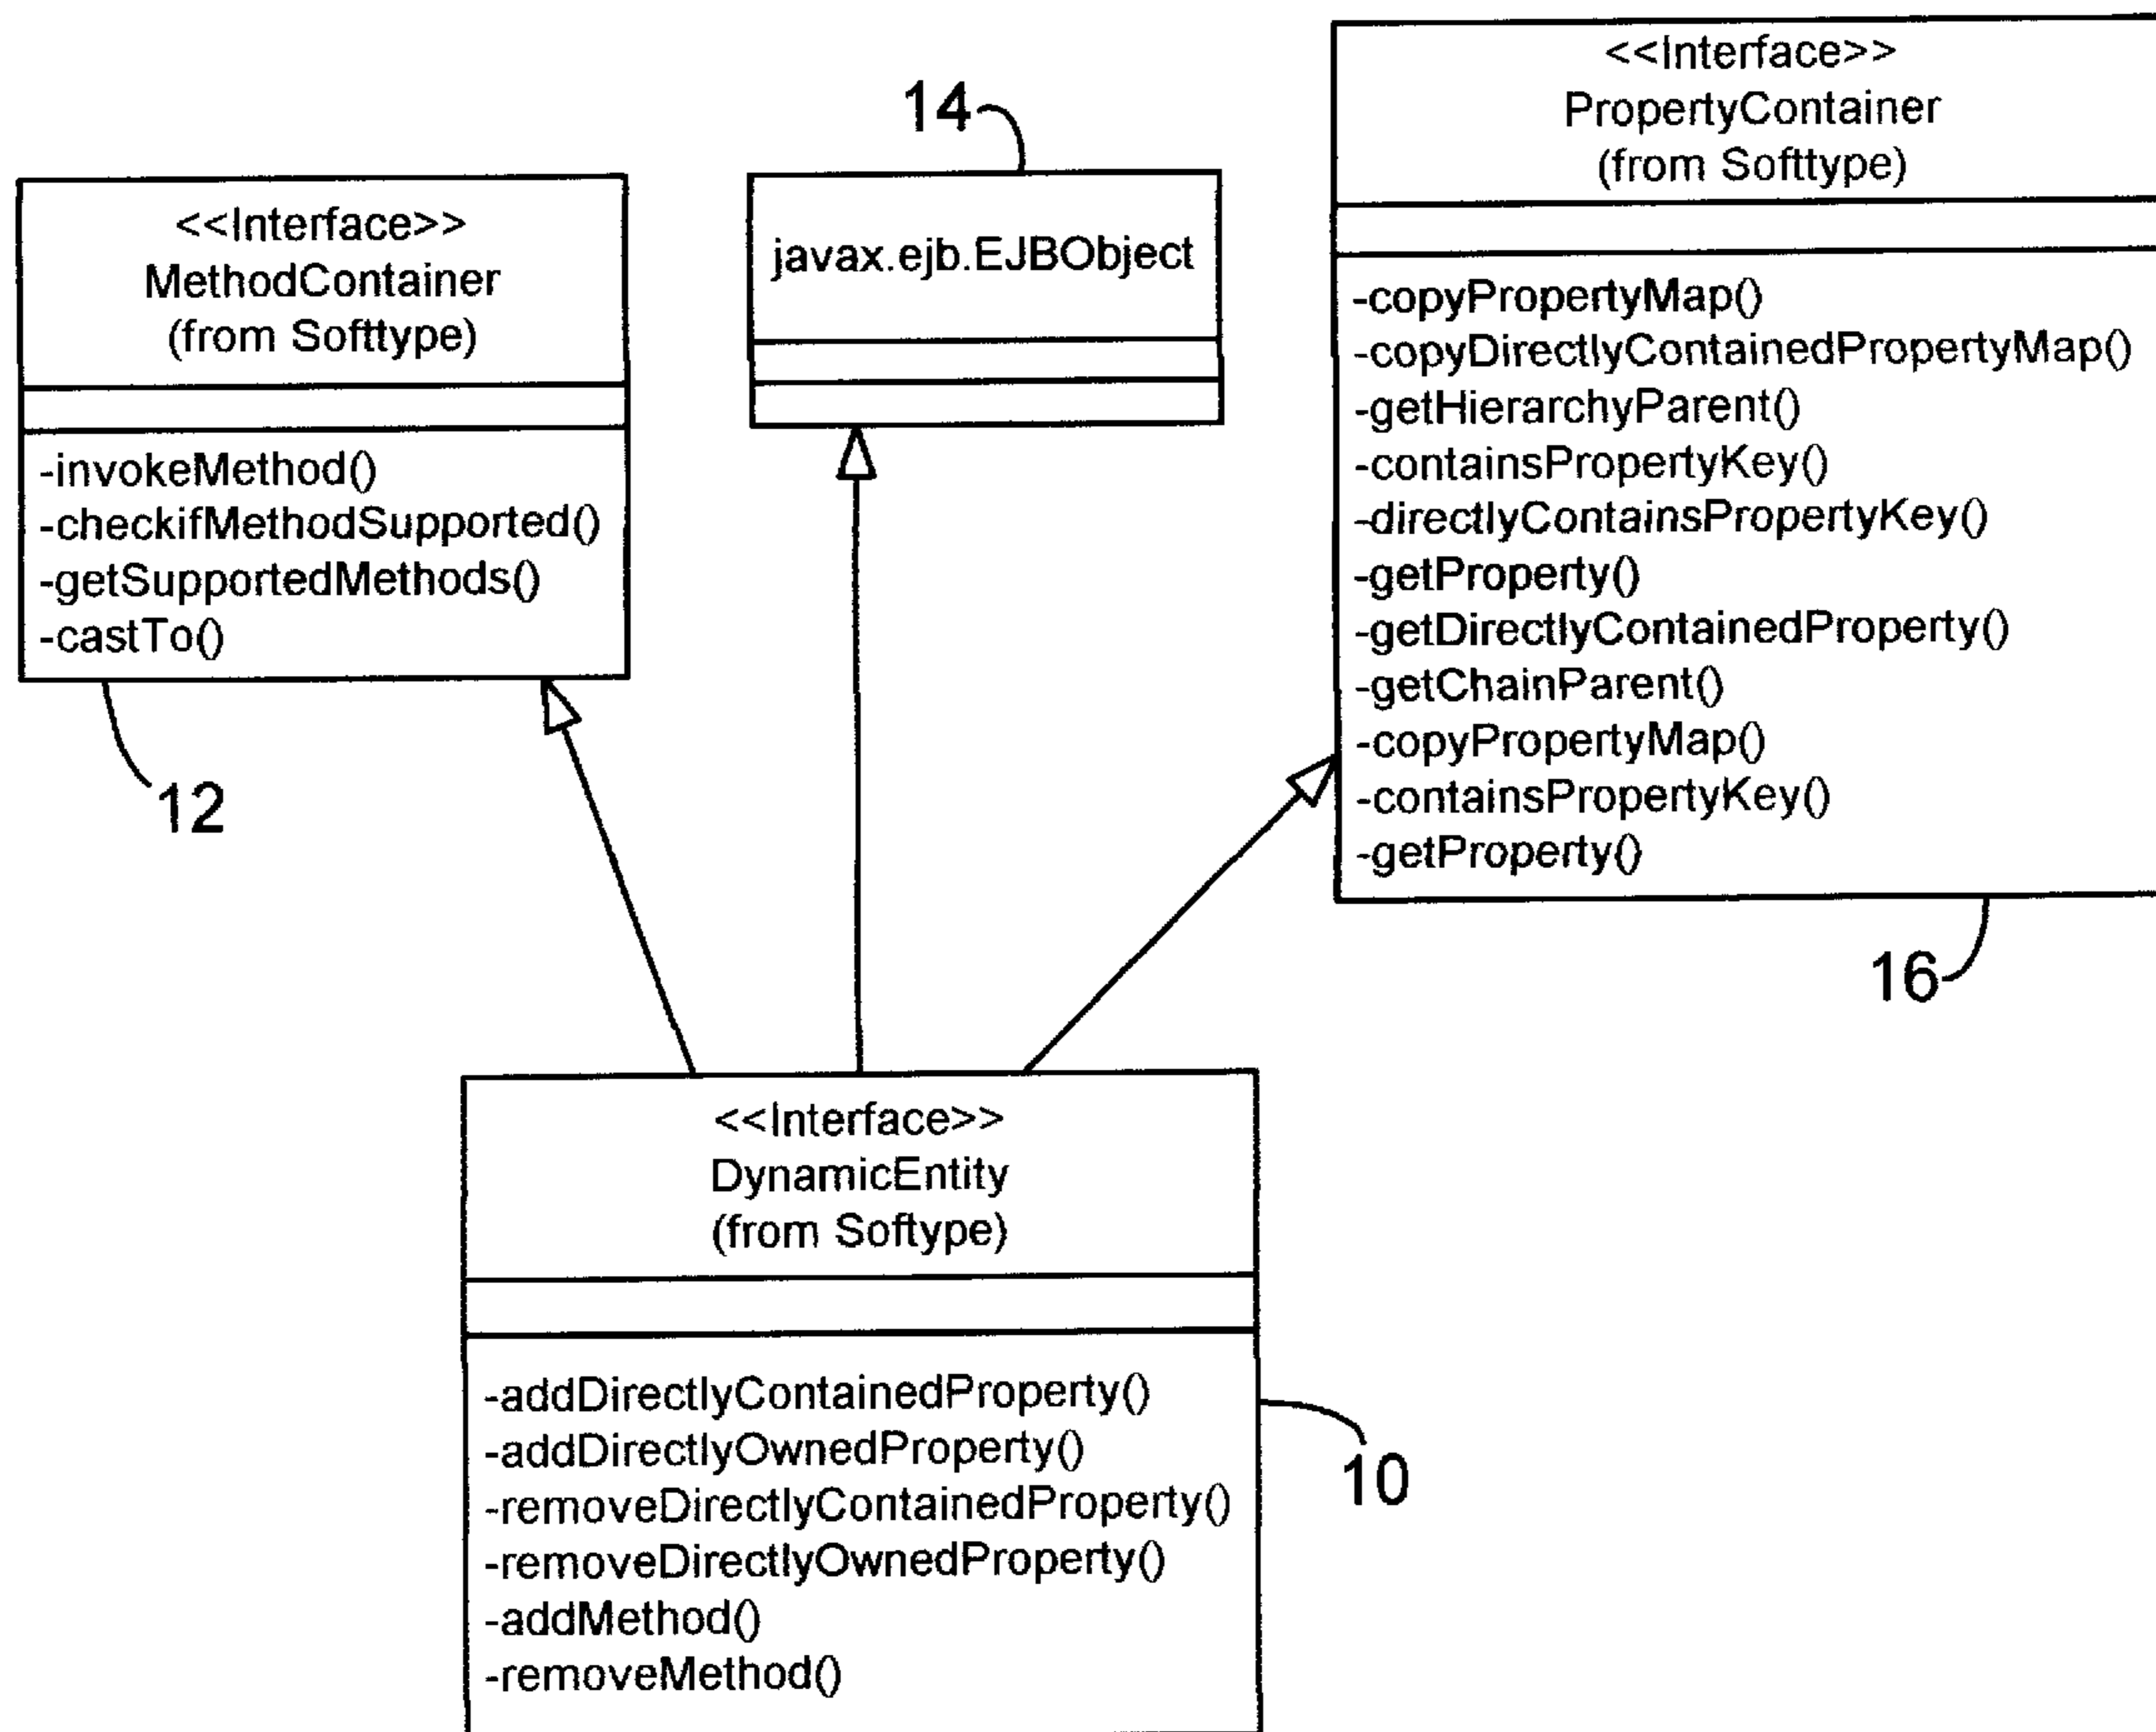 14
<<Interface>>
MethodContainer
(from Softtype)
-invokeMethod()
-checkifMethodSupported()
-getSupportedMethods()
-castTo()
12
javax.ejb.EJBObject
<<Interface>>
PropertyContainer
(from Softtype)
-copyPropertyMap()
-copyDirectlyContainedPropertyMap()
-getHierarchyParent()
-containsPropertyKey()
-directlyContainsPropertyKey()
-getProperty()
-getDirectlyContainedProperty()
-getChainParent()
-copyPropertyMap()
-containsPropertyKey()
-getProperty()
16
<<Interface>>
DynamicEntity
(from Softype)
-addDirectlyContainedProperty()
-addDirectlyOwnedProperty()
-removeDirectlyContainedProperty()
-removeDirectlyOwnedProperty()
-addMethod()
-removeMethod()
10